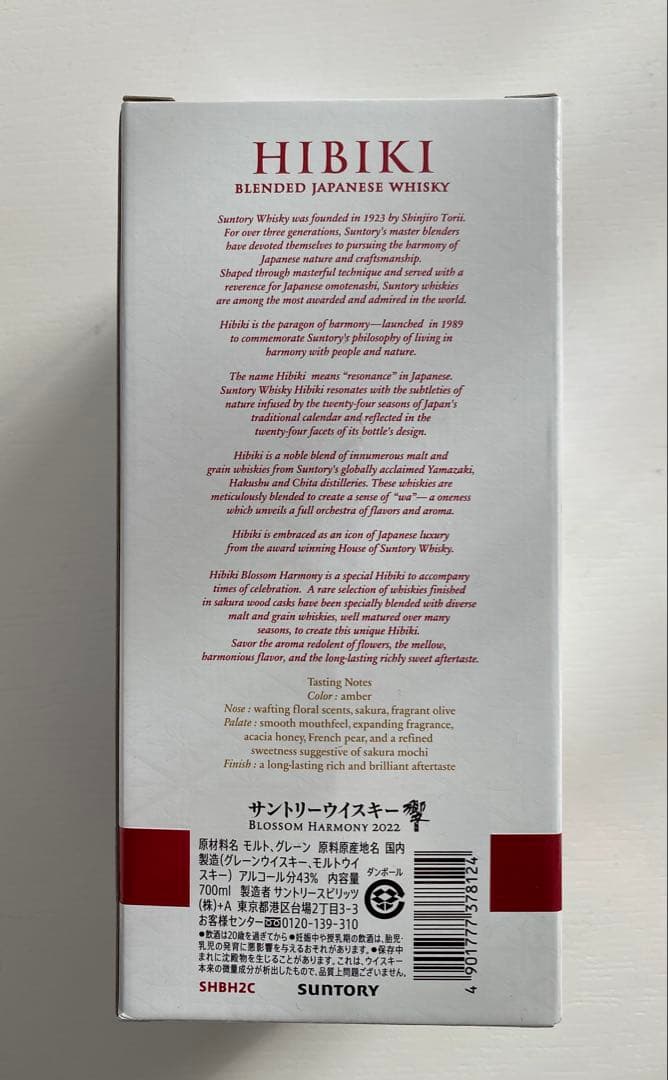 HIBIKI
BLENDED JAPANESE WHISKY
Suntory Whisky was founded in 1923 by Shinjiro Torii.
For over three generations, Suntory's master blenders
have devoted themselves to pursuing the harmony of
Japanese nature and craftsmanship.
Shaped through masterful technique and served with a
reverence for Japanese omotenashi, Suntory whiskies
are among the most awarded and admired in the world.
Hibiki is the paragon of harmony—launched in 1989
to commemorate Suntory's philosophy of living in
harmony with people and nature.
The name Hibiki means "resonance" in Japanese.
Suntory Whisky Hibiki resonates with the subtleties of
nature infused by the twenty-four seasons of Japan's
traditional calendar and reflected in the
twenty-four facets of its bottle's design.
Hibiki is a noble blend of innumerous malt and
grain whiskies from Suntory's globally acclaimed Yamazaki,
Hakushu and Chita distilleries. These whiskies are
meticulously blended to create a sense of "wa"— a oneness
which unveils a full orchestra of flavors and aroma.
Hibiki is embraced as an icon of Japanese luxury
from the award winning House of Suntory Whisky.
Hibiki Blossom Harmony is a special Hibiki to accompany
times of celebration. A rare selection of whiskies finished
in sakura wood casks have been specially blended with diverse
malt and grain whiskies, well matured over many
seasons, to create this unique Hibiki.
Savor the aroma redolent of flowers, the mellow,
harmonious flavor, and the long-lasting richly sweet aftertaste.
Tasting Notes
Color : amber
Nose : wafting floral scents, sakura, fragrant olive
Palate : smooth mouthfeel, expanding fragrance,
acacia honey, French pear, and a refined
sweetness suggestive of sakura mochi
Finish : a long-lasting rich and brilliant aftertaste
サントリーウイスキー 響
BLOSSOM HARMONY 2022
原材料名 モルト、グレーン 原料原産地名 国内
製造(グレーンウイスキー、モルトウイ
スキー) アルコール分43% 内容量
700ml 製造者 サントリースピリッツ
(株)+A 東京都港区台場2丁目3-3
お客様センター 0120-139-310
●飲酒は20歳を過ぎてから ●妊娠中や授乳期の飲酒は、胎児・
乳児の発育に悪影響を与えるおそれがあります。●保存中
まれに沈殿物を生じることがあります。これは、ウイスキー
本来の微量成分が析出したもので、品質上問題ございません。
SHBH2C SUNTORY
ダンボール
4 901777 378124